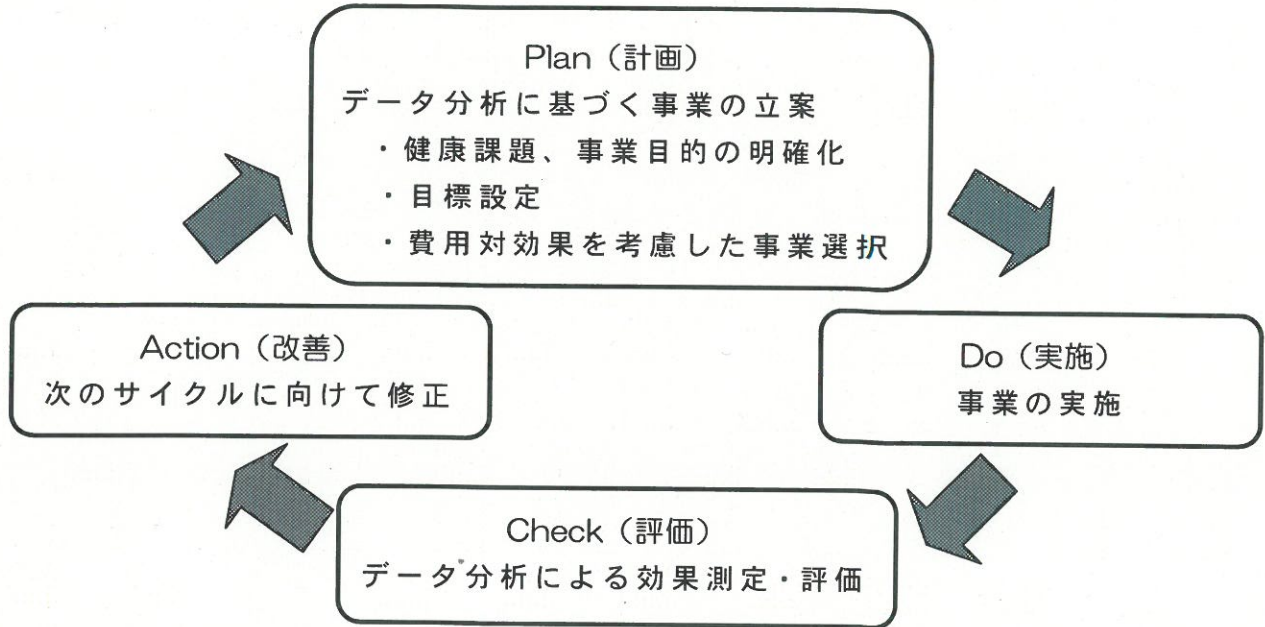 Plan（計画）
データ分析に基づく事業の立案
・健康課題、事業目的の明確化
・目標設定
・費用対効果を考慮した事業選択
Do（実施）
事業の実施
Check（評価）
データ分析による効果測定・評価
Action（改善）
次のサイクルに向けて修正